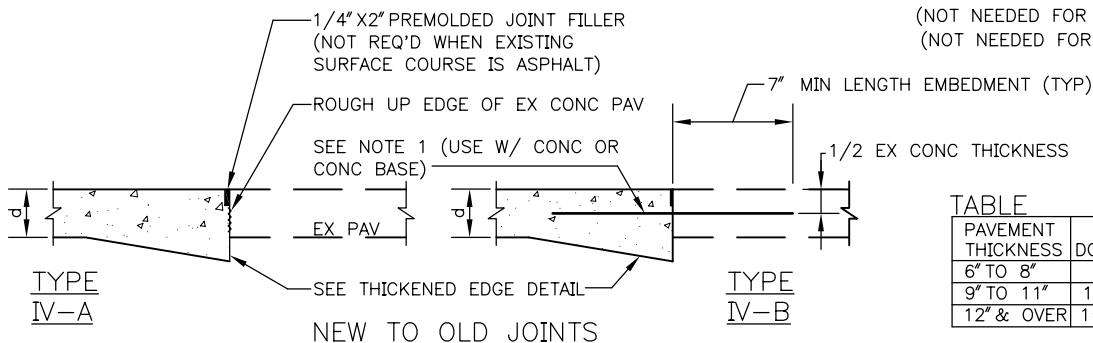 1/4" X2" PREMOLDED JOINT FILLER
(NOT REQ'D WHEN EXISTING
SURFACE COURSE IS ASPHALT)
ROUGH UP EDGE OF EX CONC PAV
SEE NOTE 1 (USE W/ CONC OR
CONC BASE)
(NOT NEEDED FOR
(NOT NEEDED FOR
7" MIN LENGTH EMBEDMENT (TYP)
1/2 EX CONC THICKNESS
d
EX PAV
d
TYPE
IV-A
SEE THICKENED EDGE DETAIL
TYPE
IV-B
NEW TO OLD JOINTS
TABLE
PAVEMENT
THICKNESS
6" TO 8"
9" TO 11" 1
12" & OVER 1